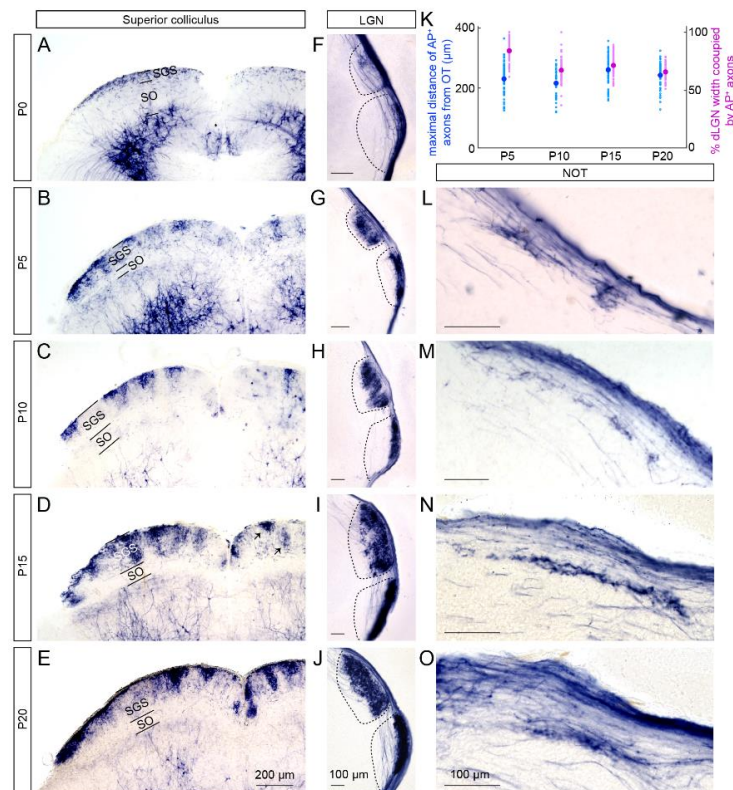 Superior colliculus
LGN
K
A
F
P0
SGS
SO
400
200
0
maximal distance of AP⁺
axons from OT (μm)
100
50
0
% dLGN width cooupied
by AP⁺ axons
P5 P10 P15 P20
NOT
B
G
L
P5
SGS
SO
C
H
M
P10
SGS
SO
D
I
N
P15
SGS
SO
E
J
O
P20
SGS
SO
200 μm
100 μm
100 μm